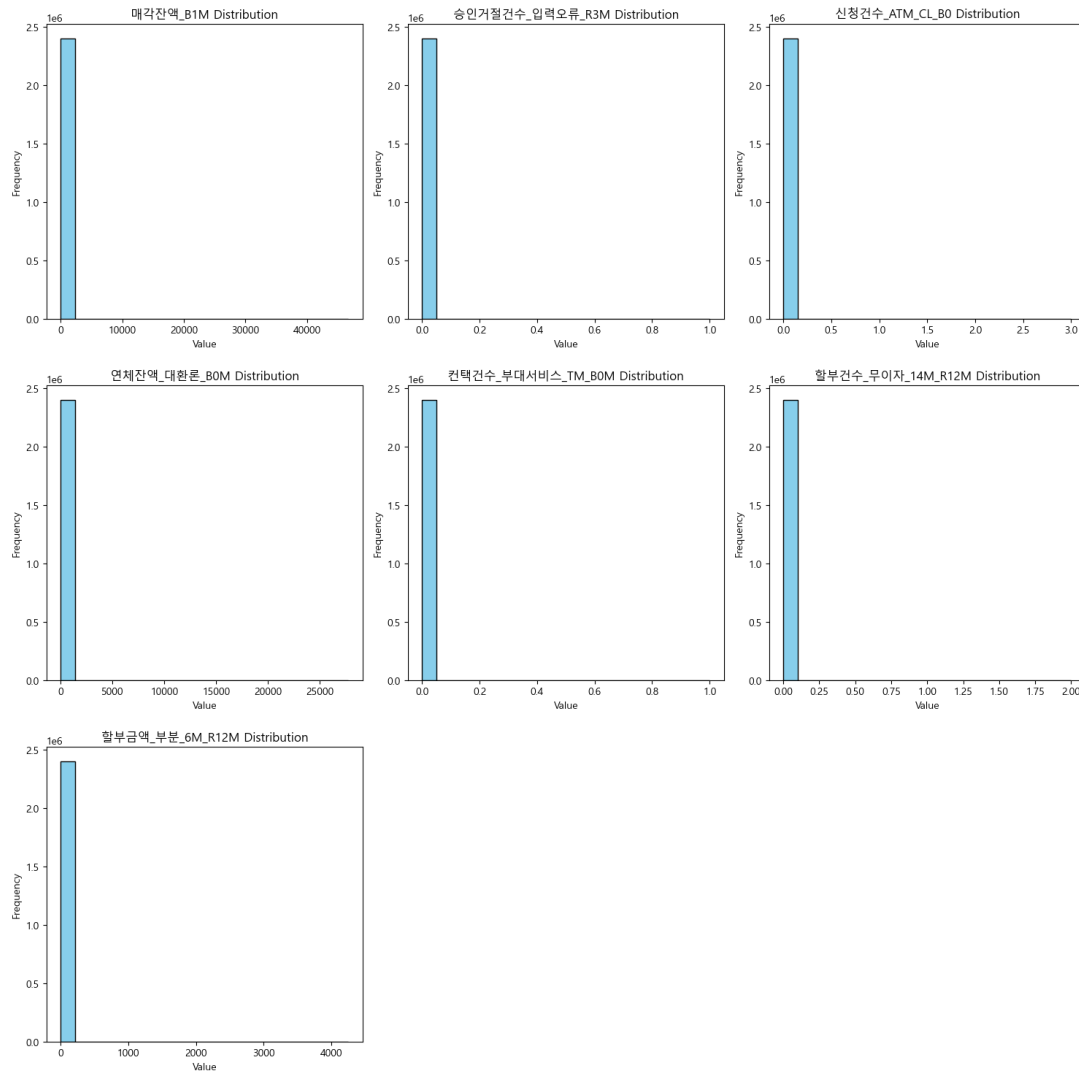 매각잔액_B1M Distribution
1e6
2.5
2.0
1.5
1.0
0.5
0.0
Frequency
0 10000 20000 30000 40000
Value
승인거절건수_입력오류_R3M Distribution
1e6
2.5
2.0
1.5
1.0
0.5
0.0
Frequency
0.0 0.2 0.4 0.6 0.8 1.0
Value
신청건수_ATM_CL_B0 Distribution
1e6
2.5
2.0
1.5
1.0
0.5
0.0
Frequency
0.0 0.5 1.0 1.5 2.0 2.5 3.0
Value
연체잔액_대환론_B0M Distribution
1e6
2.5
2.0
1.5
1.0
0.5
0.0
Frequency
0 5000 10000 15000 20000 25000
Value
컨택건수_부대서비스_TM_B0M Distribution
1e6
2.5
2.0
1.5
1.0
0.5
0.0
Frequency
0.0 0.2 0.4 0.6 0.8 1.0
Value
할부건수_무이자_14M_R12M Distribution
1e6
2.5
2.0
1.5
1.0
0.5
0.0
Frequency
0.00 0.25 0.50 0.75 1.00 1.25 1.50 1.75 2.00
Value
할부금액_부분_6M_R12M Distribution
1e6
2.5
2.0
1.5
1.0
0.5
0.0
Frequency
0 1000 2000 3000 4000
Value